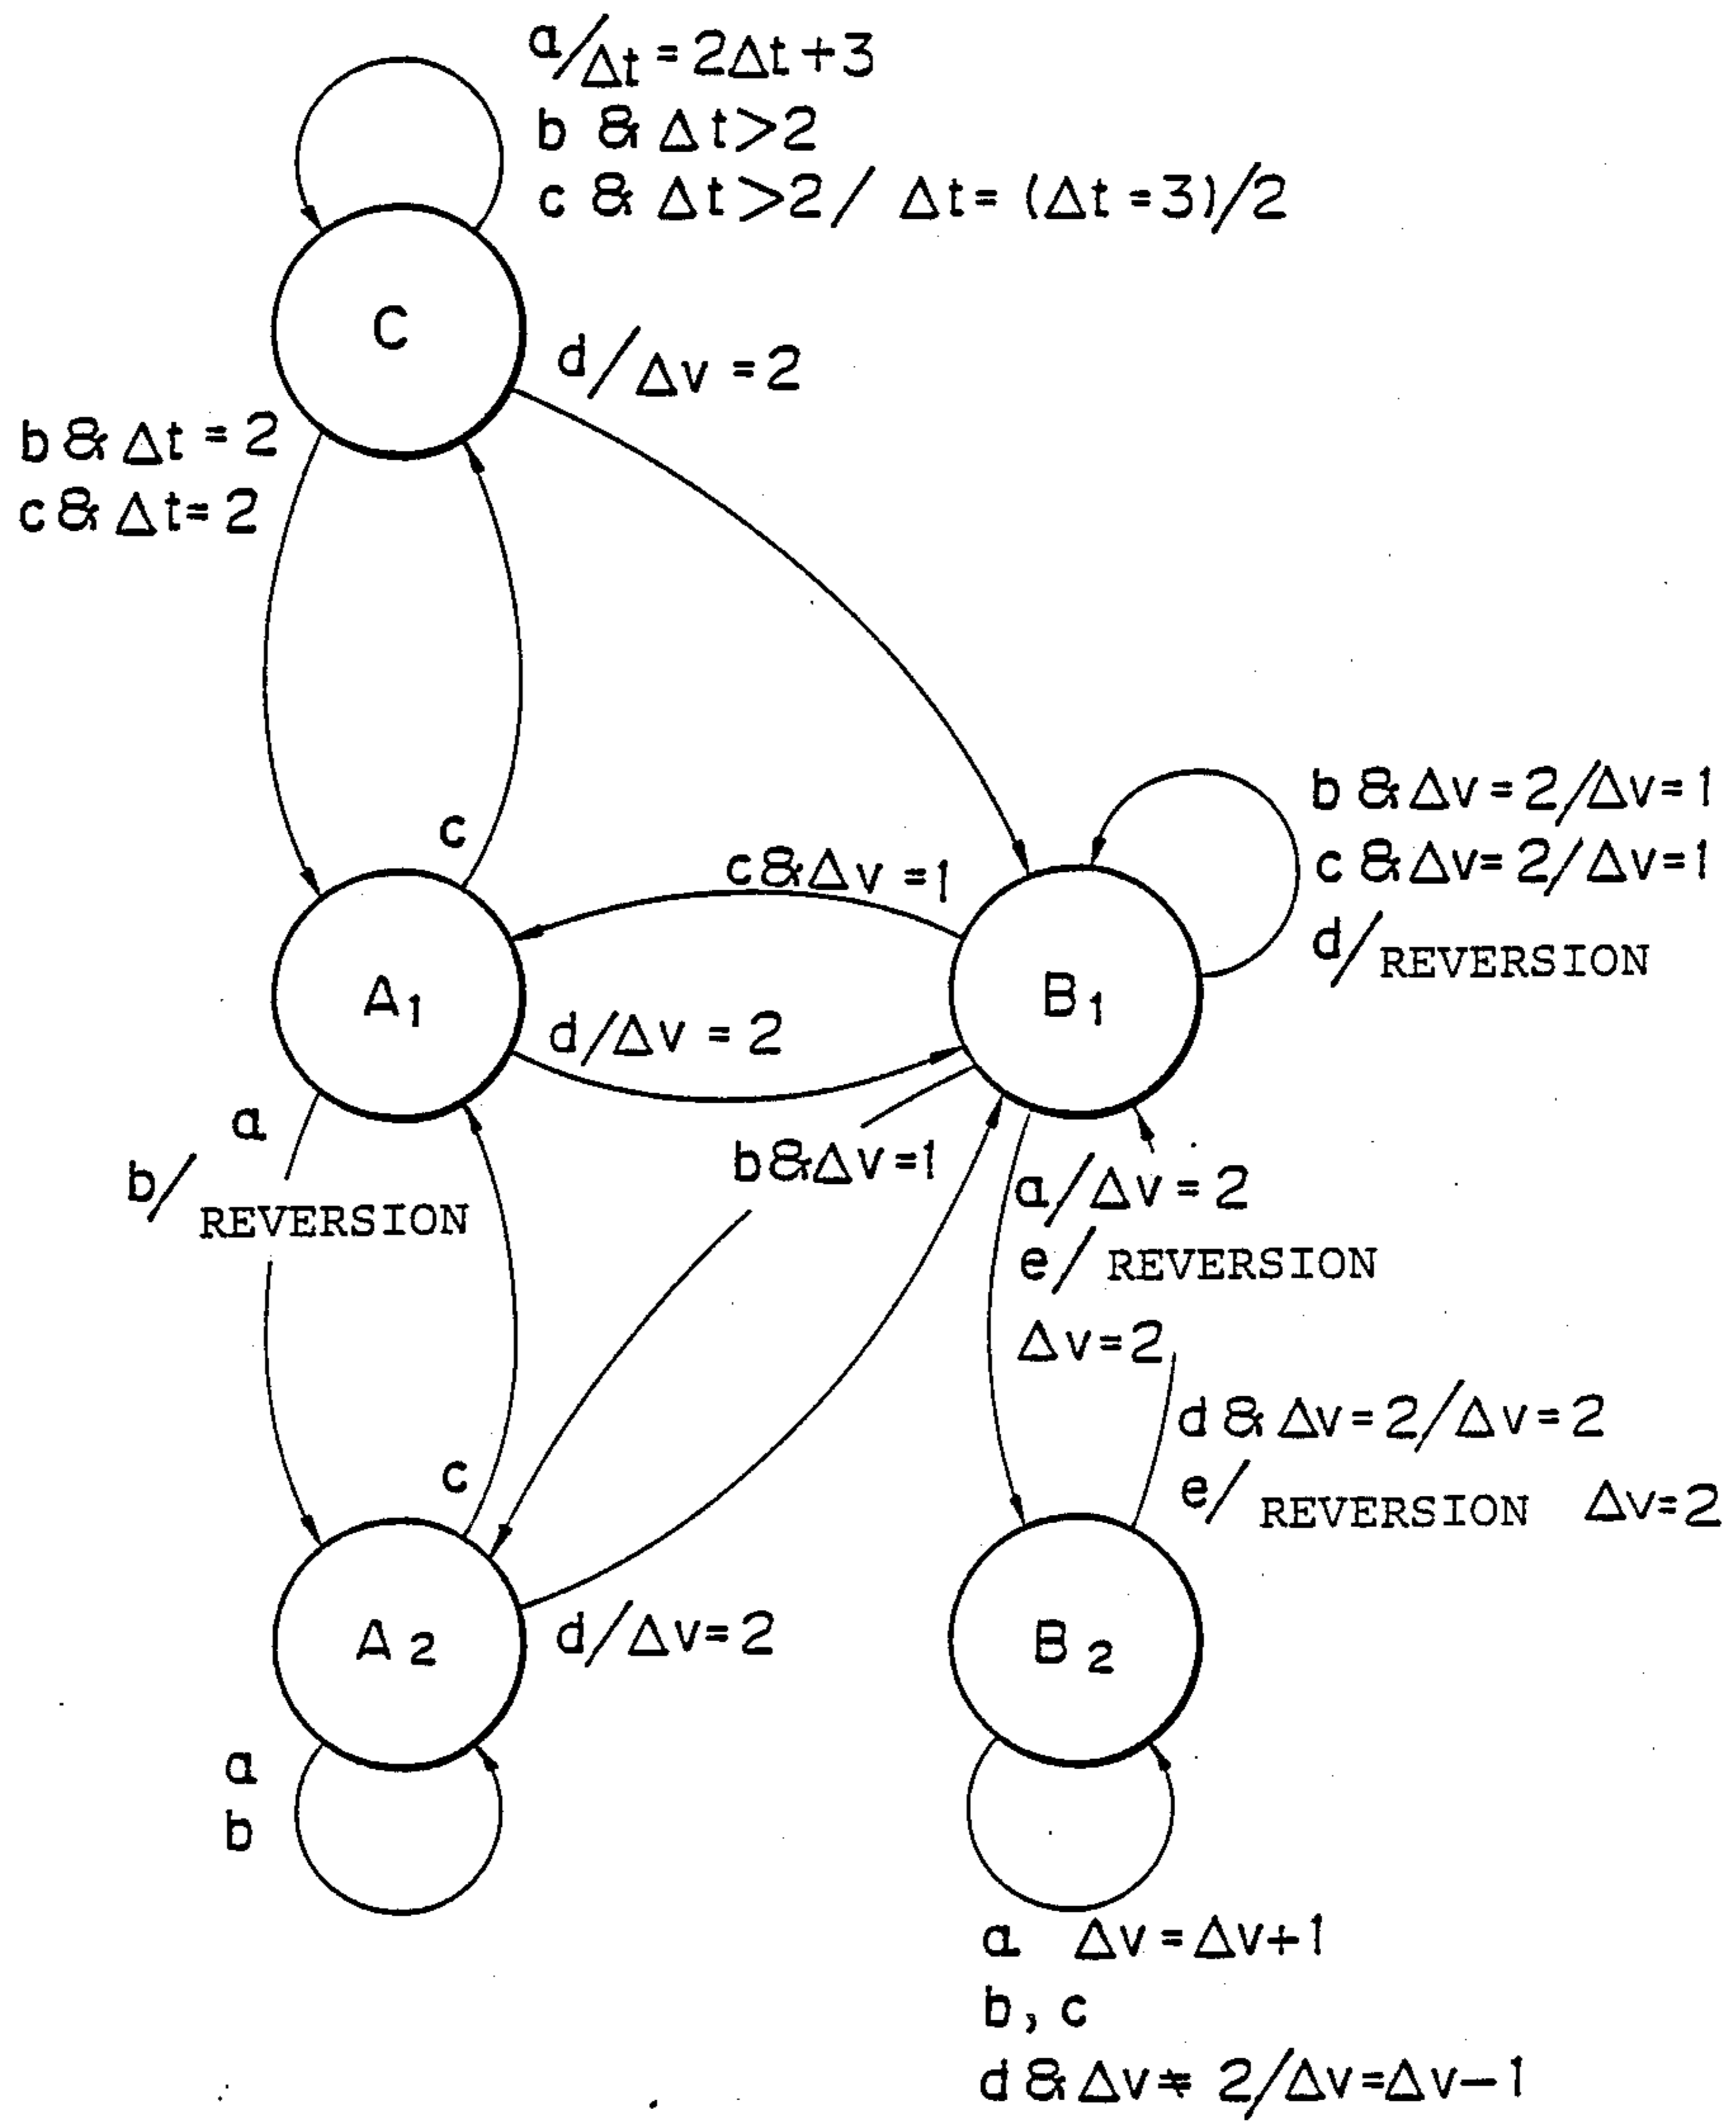 a/Δt=2Δt+3
b & Δt>2
c & Δt>2/ Δt=(Δt=3)/2
C
d/Δv=2
b & Δt=2
c & Δt=2
b & Δv=2/Δv=1
c & Δv=2/Δv=1
d/REVERSION
c
c & Δv=1
A1
B1
d/Δv=2
a
b/REVERSION
b & Δv=1
a/Δv=2
e/REVERSION
Δv=2
d & Δv=2/Δv=2
e/REVERSION Δv=2
c
A2
d/Δv=2
B2
a
b
a Δv=Δv+1
b, c
d & Δv≠2/Δv=Δv−1